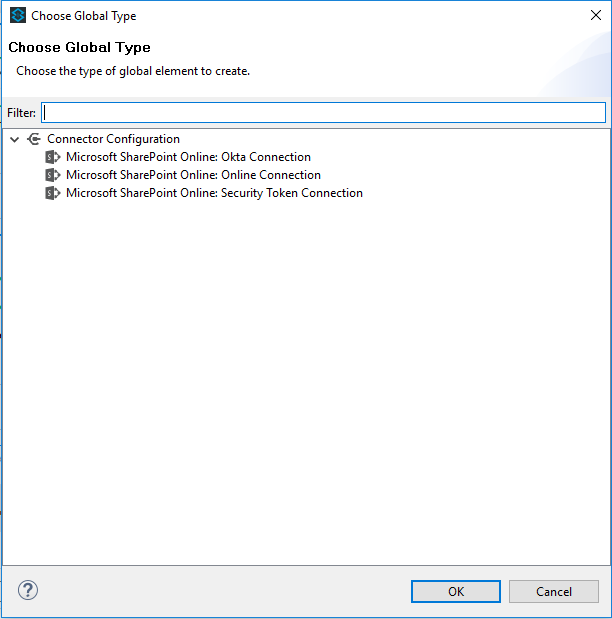 Choose Global Type
Choose Global Type
Choose the type of global element to create.
Filter:
Connector Configuration
Microsoft SharePoint Online: Okta Connection
Microsoft SharePoint Online: Online Connection
Microsoft SharePoint Online: Security Token Connection
OK
Cancel